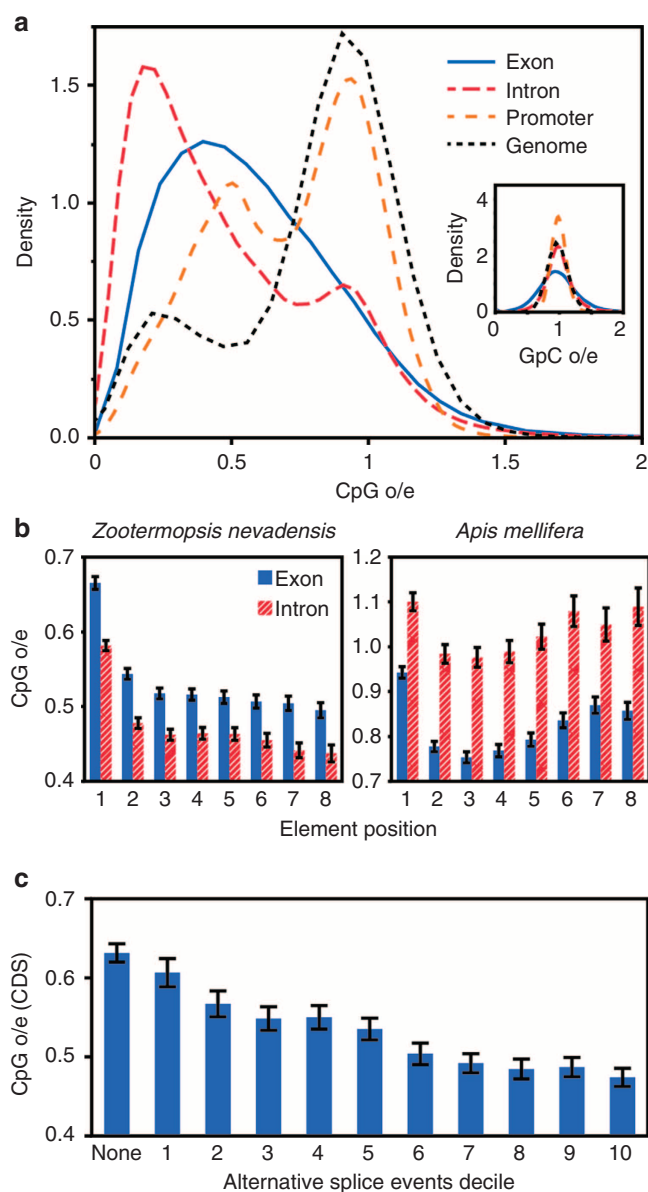 a
1.5
1.0
0.5
0.0
Density
0
0.5
1
1.5
2
CpG o/e
Exon
Intron
Promoter
Genome
4
2
0
Density
0
1
2
GpC o/e
b
Zootermopsis nevadensis
Apis mellifera
0.7
0.6
0.5
0.4
CpG o/e
Exon
Intron
1 2 3 4 5 6 7 8
1.2
1.1
1.0
0.9
0.8
0.7
1 2 3 4 5 6 7 8
Element position
c
0.7
0.6
0.5
0.4
CpG o/e (CDS)
None 1 2 3 4 5 6 7 8 9 10
Alternative splice events decile